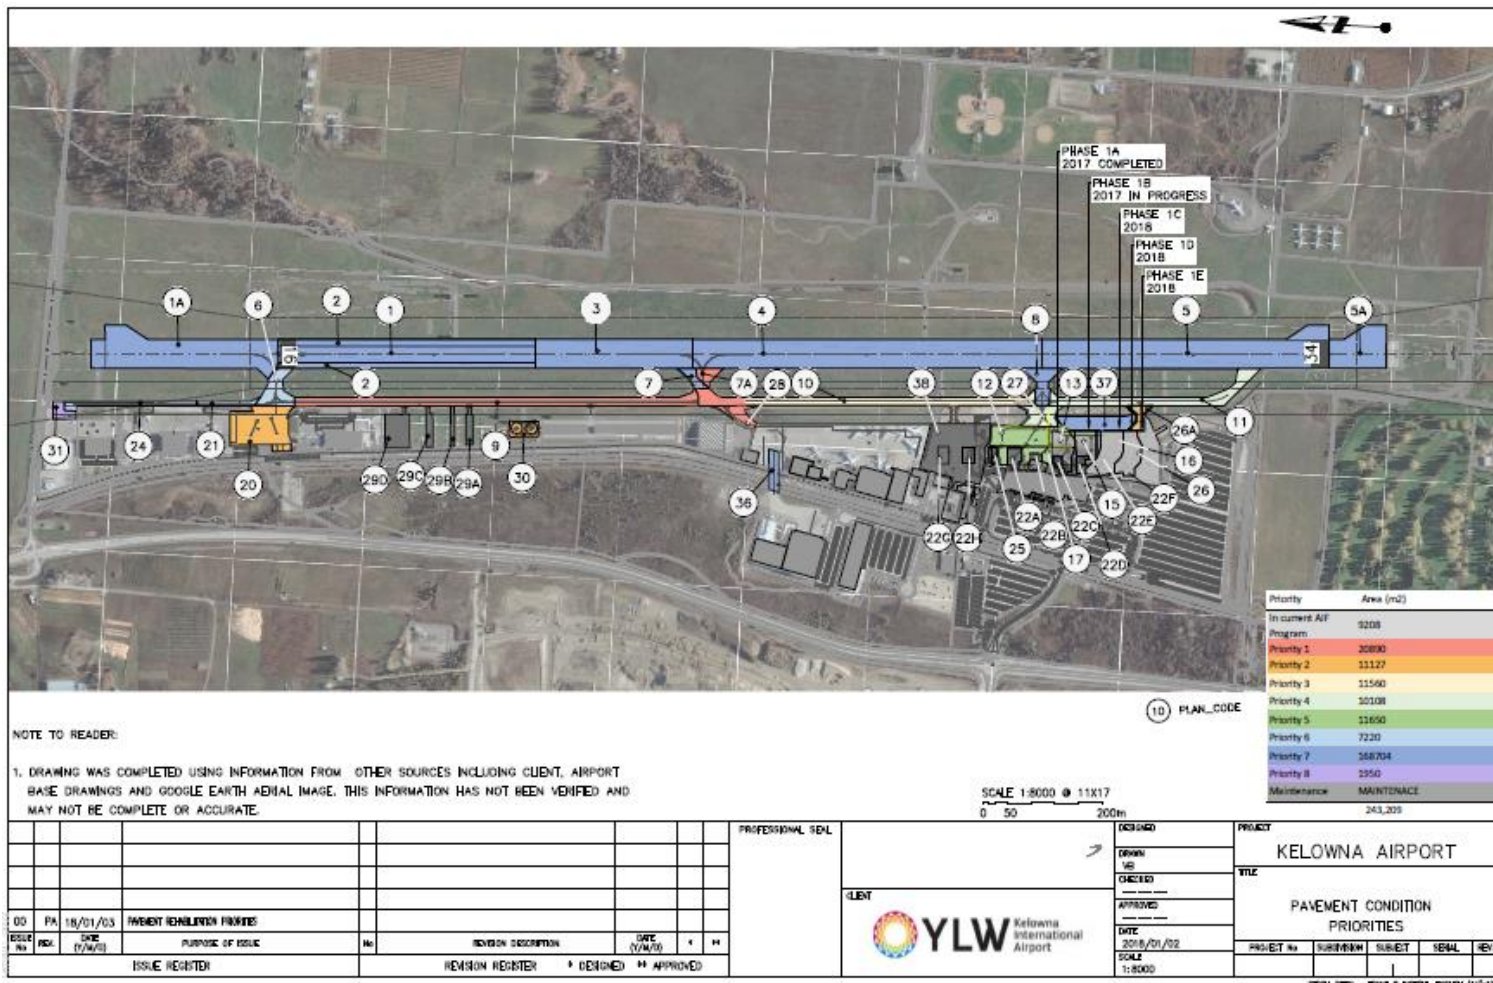 PHASE 1A
2017 COMPLETED
PHASE 1B
2017 IN PROGRESS
PHASE 1C
2018
PHASE 1D
2018
PHASE 1E
2018
1A
6
2
1
3
4
8
5
5A
16
34
2
7
7A
28
10
38
12
27
13
37
11
31
24
21
20
29D
29C
29B
29A
9
30
36
22G
22H
25
22A
22B
17
22C
22D
15
22E
22F
26
16
26A
Priority Area (m2)
In current AIF Program 9208
Priority 1 20890
Priority 2 11127
Priority 3 11560
Priority 4 10108
Priority 5 11650
Priority 6 7220
Priority 7 168704
Priority 8 1950
Maintenance MAINTENACE
243,209
10 PLAN_CODE
NOTE TO READER:
1. DRAWING WAS COMPLETED USING INFORMATION FROM OTHER SOURCES INCLUDING CLIENT, AIRPORT
BASE DRAWINGS AND GOOGLE EARTH AERIAL IMAGE. THIS INFORMATION HAS NOT BEEN VERIFIED AND
MAY NOT BE COMPLETE OR ACCURATE.
SCALE 1:8000 @ 11X17
0 50 200m
00 PA 18/01/03 PAVEMENT REHABILITATION PRIORITIES
ISSUE No REV. DATE (Y/M/D) PURPOSE OF ISSUE No REVISION DESCRIPTION DATE (Y/M/D) * **
ISSUE REGISTER REVISION REGISTER * DESIGNED ** APPROVED
PROFESSIONAL SEAL
CLIENT
YLW Kelowna
International
Airport
DESIGNED
DRAWN
VB
CHECKED
APPROVED
DATE
2018/01/02
SCALE
1:8000
PROJECT
KELOWNA AIRPORT
TITLE
PAVEMENT CONDITION
PRIORITIES
PROJECT No SUBDIVISION SUBJECT SERIAL REV